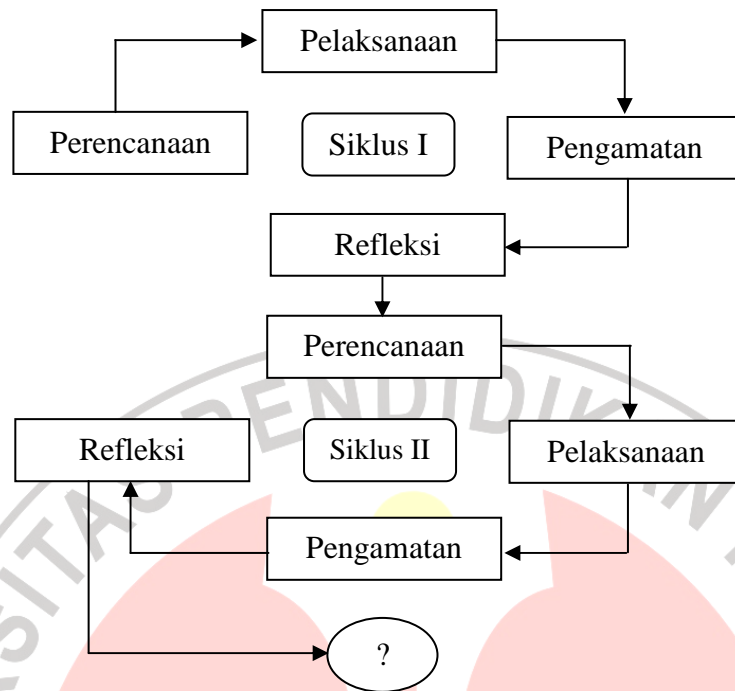 Pelaksanaan
Perencanaan
Siklus I
Pengamatan
Refleksi
Perencanaan
Refleksi
Siklus II
Pelaksanaan
Pengamatan
?